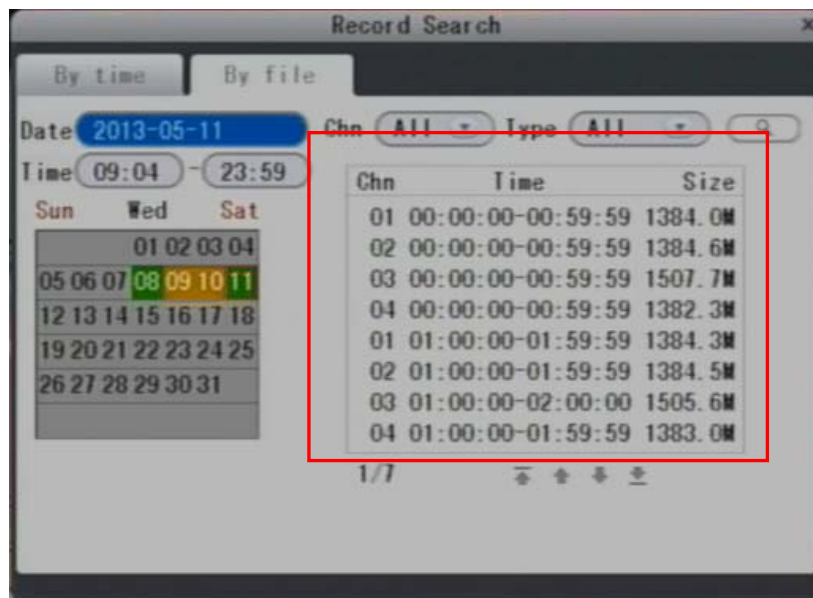 Record Search ×
By time By file
Date 2013-05-11 Chn All Type All
Time 09:04 - 23:59
Sun Wed Sat
01 02 03 04
05 06 07 08 09 10 11
12 13 14 15 16 17 18
19 20 21 22 23 24 25
26 27 28 29 30 31
Chn Time Size
01 00:00:00-00:59:59 1384.0M
02 00:00:00-00:59:59 1384.6M
03 00:00:00-00:59:59 1507.7M
04 00:00:00-00:59:59 1382.3M
01 01:00:00-01:59:59 1384.3M
02 01:00:00-01:59:59 1384.5M
03 01:00:00-02:00:00 1505.6M
04 01:00:00-01:59:59 1383.0M
1/7